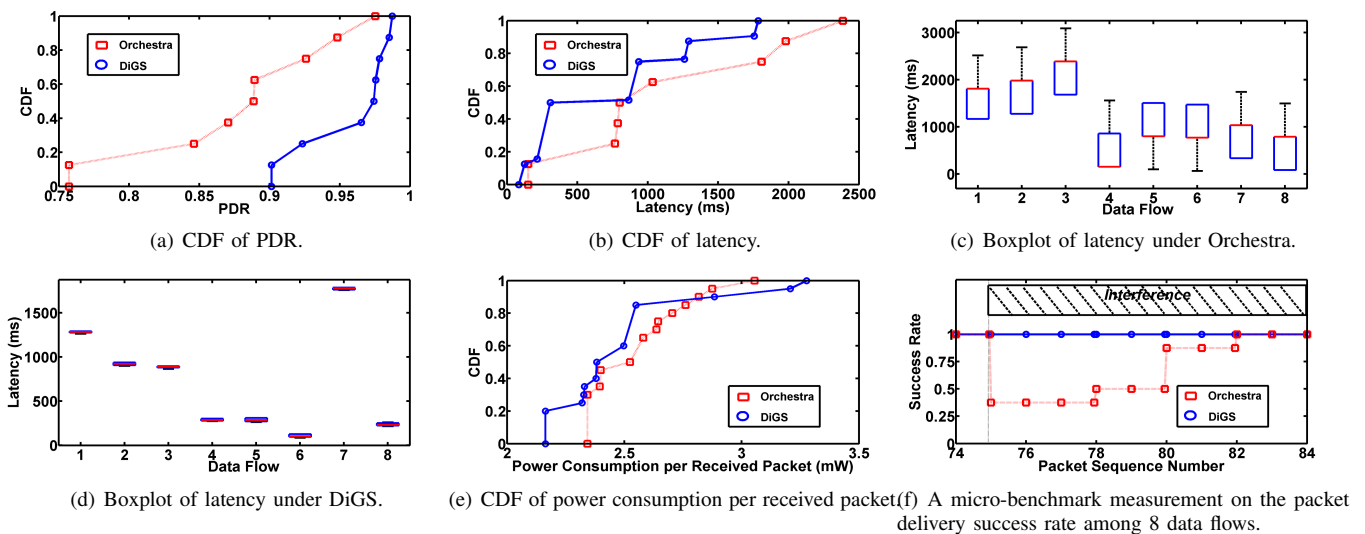 1
0.8
0.6
0.4
0.2
0
CDF
Orchestra
DiGS
0.75 0.8 0.85 0.9 0.95 1
PDR
(a) CDF of PDR.
1
0.8
0.6
0.4
0.2
0
CDF
Orchestra
DiGS
0 500 1000 1500 2000 2500
Latency (ms)
(b) CDF of latency.
3000
2000
1000
0
Latency (ms)
1 2 3 4 5 6 7 8
Data Flow
(c) Boxplot of latency under Orchestra.
1500
1000
500
0
Latency (ms)
1 2 3 4 5 6 7 8
Data Flow
(d) Boxplot of latency under DiGS.
1
0.8
0.6
0.4
0.2
0
CDF
Orchestra
DiGS
2 2.5 3 3.5
Power Consumption per Received Packet (mW)
(e) CDF of power consumption per received packet.
Interference
1
0.75
0.5
0.25
0
Success Rate
Orchestra
DiGS
74 76 78 80 82 84
Packet Sequence Number
(f) A micro-benchmark measurement on the packet
delivery success rate among 8 data flows.